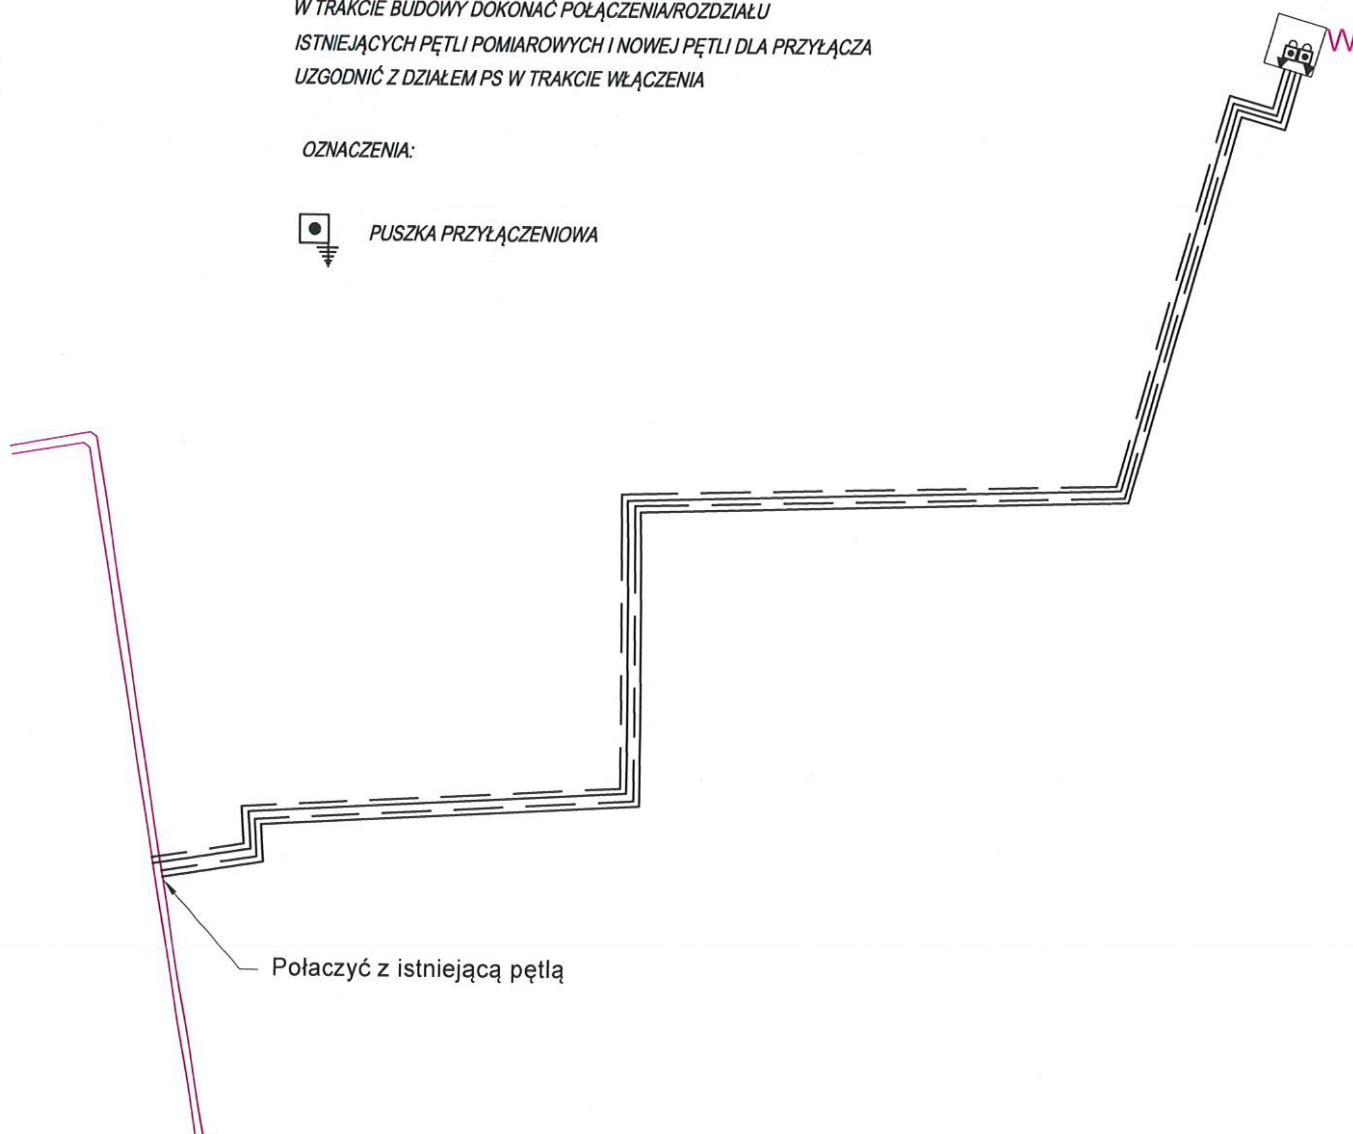 W TRAKCIE BUDOWY DOKONAĆ POŁĄCZENIA/ROZDZIAŁU
ISTNIEJĄCYCH PĘTLI POMIAROWYCH I NOWEJ PĘTLI DLA PRZYŁĄCZA
UZGODNIĆ Z DZIAŁEM PS W TRAKCIE WŁĄCZENIA
W
OZNACZENIA:
PUSZKA PRZYŁĄCZENIOWA
Połaczyć z istniejącą pętlą